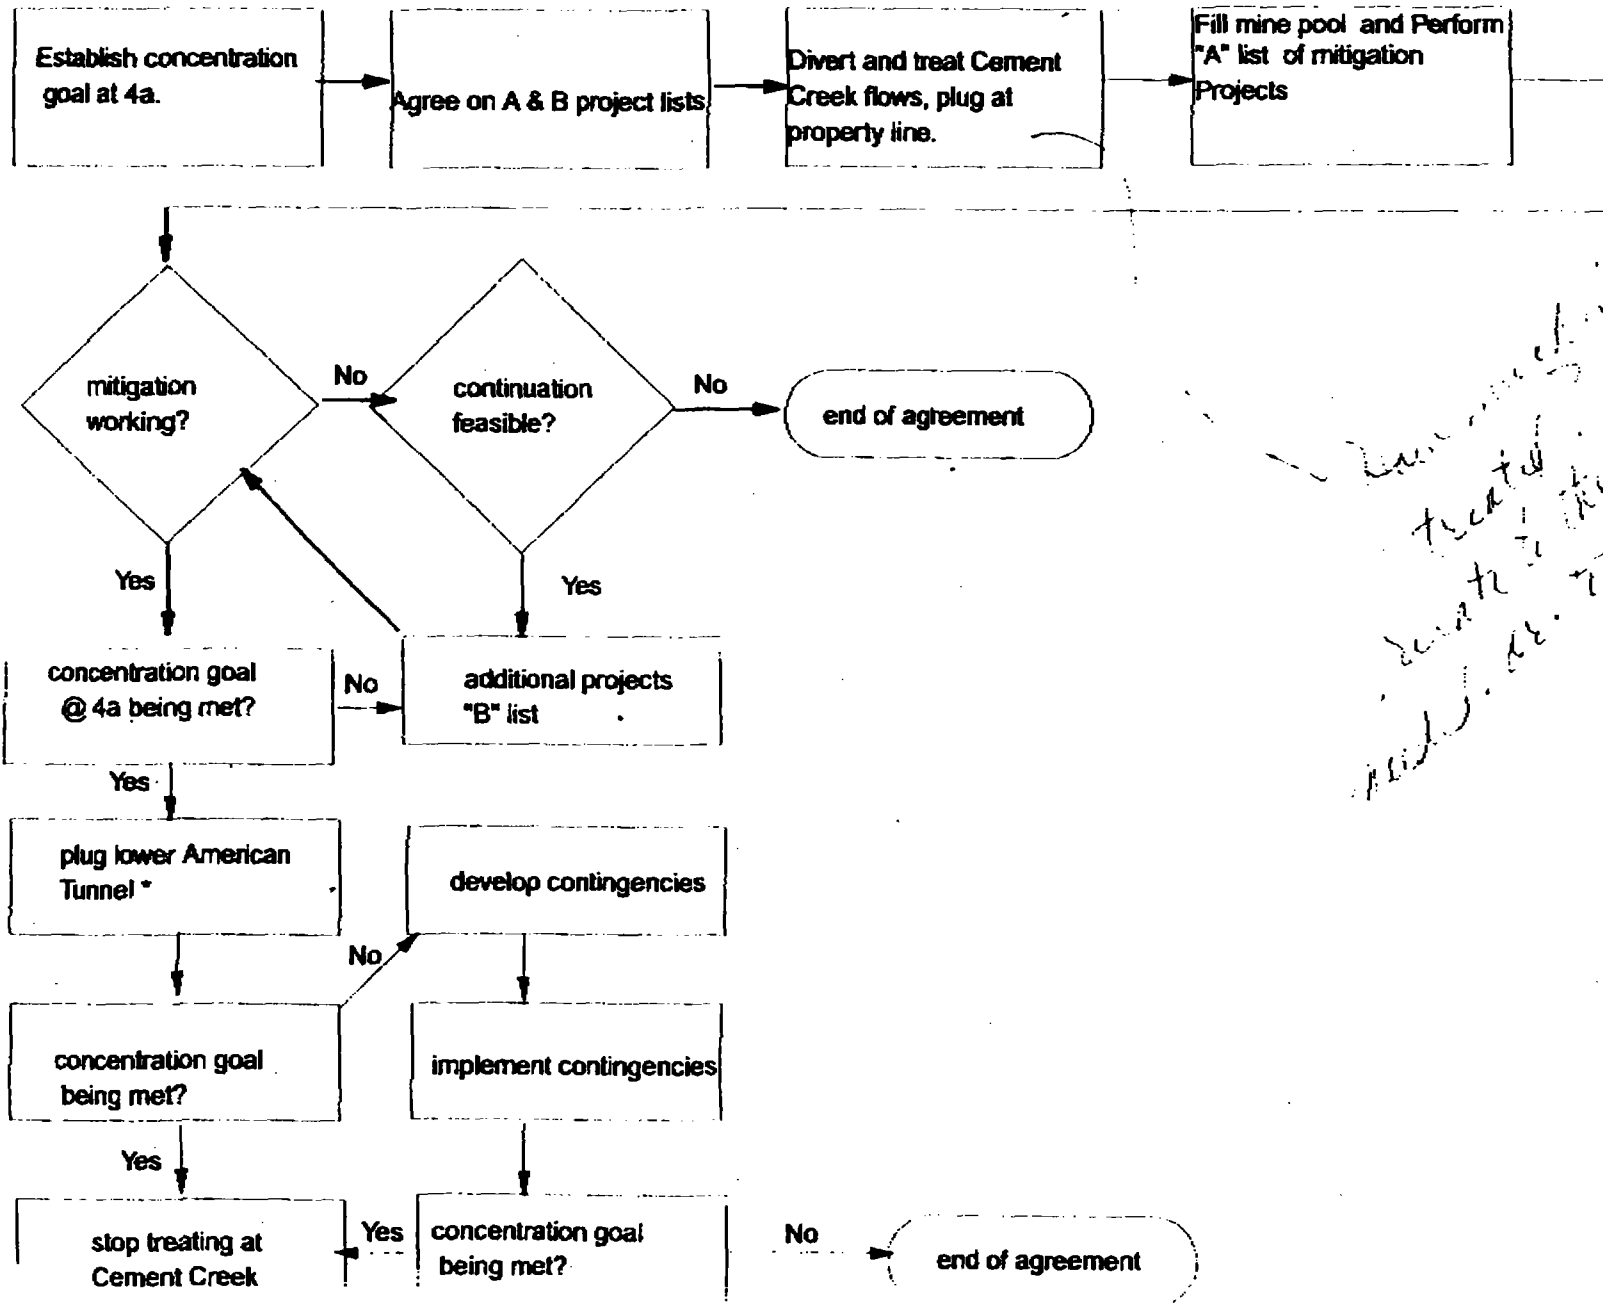 Establish concentration
goal at 4a.
Agree on A & B project lists
Divert and treat Cement
Creek flows, plug at
property line.
Fill mine pool and Perform
"A" list of mitigation
Projects
mitigation
working?
No
continuation
feasible?
No
end of agreement
Yes
Yes
concentration goal
@ 4a being met?
No
additional projects
"B" list
Yes
plug lower American
Tunnel *
develop contingencies
No
concentration goal
being met?
implement contingencies
Yes
stop treating at
Cement Creek
Yes
concentration goal
being met?
No
end of agreement
treated